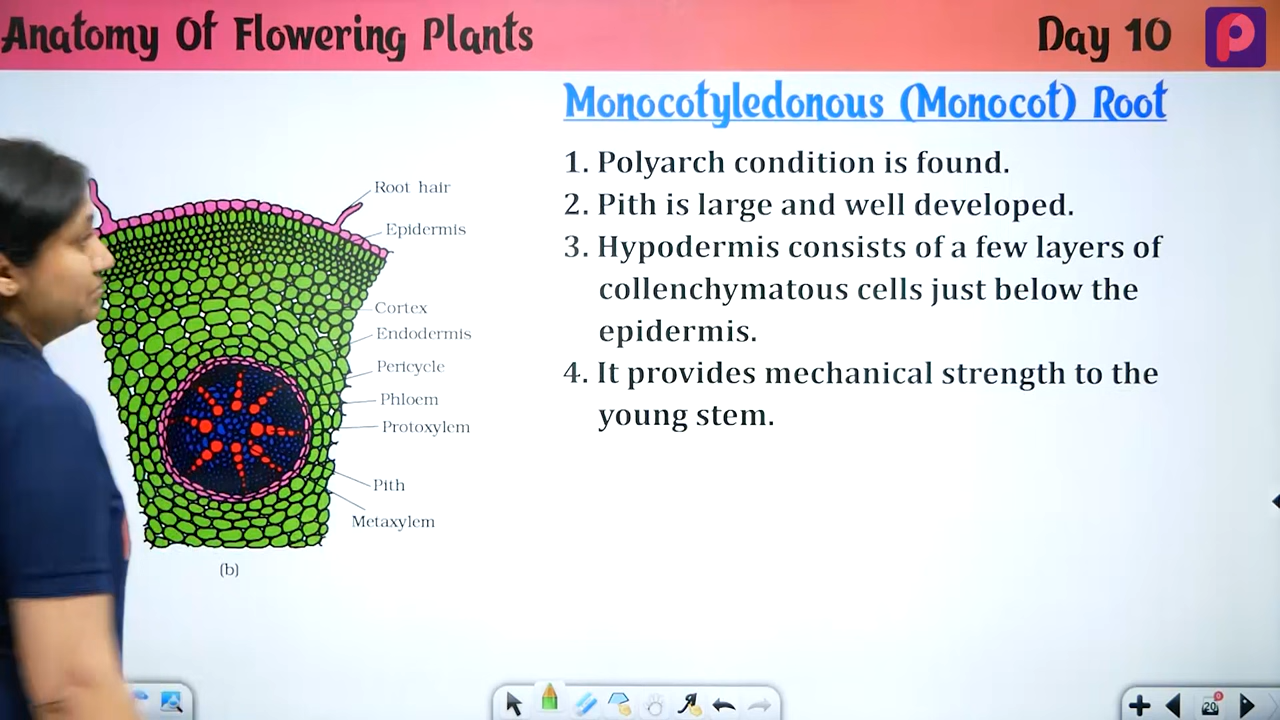 Anatomy Of Flowering Plants
Day 10
Monocotyledonous (Monocot) Root
1. Polyarch condition is found.
2. Pith is large and well developed.
3. Hypodermis consists of a few layers of
collenchymatous cells just below the
epidermis.
4. It provides mechanical strength to the
young stem.
Root hair
Epidermis
Cortex
Endodermis
Pericycle
Phloem
Protoxylem
Pith
Metaxylem
(b)
20